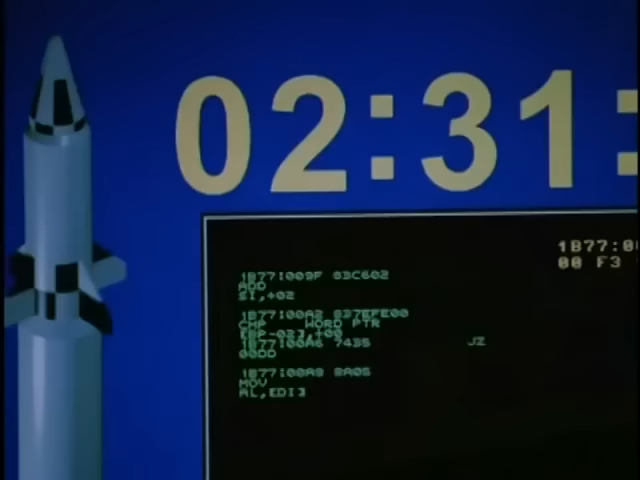 02:31:
1B77:0
00 F3
1B77:009F 83C602
ADD
SI,+02
1B77:00A2 837EFE00
CMP WORD PTR
[BP-02],+00
1B77:00A6 7435 JZ
00DD
1B77:00A9 8A05
MOV
AL,[DI]